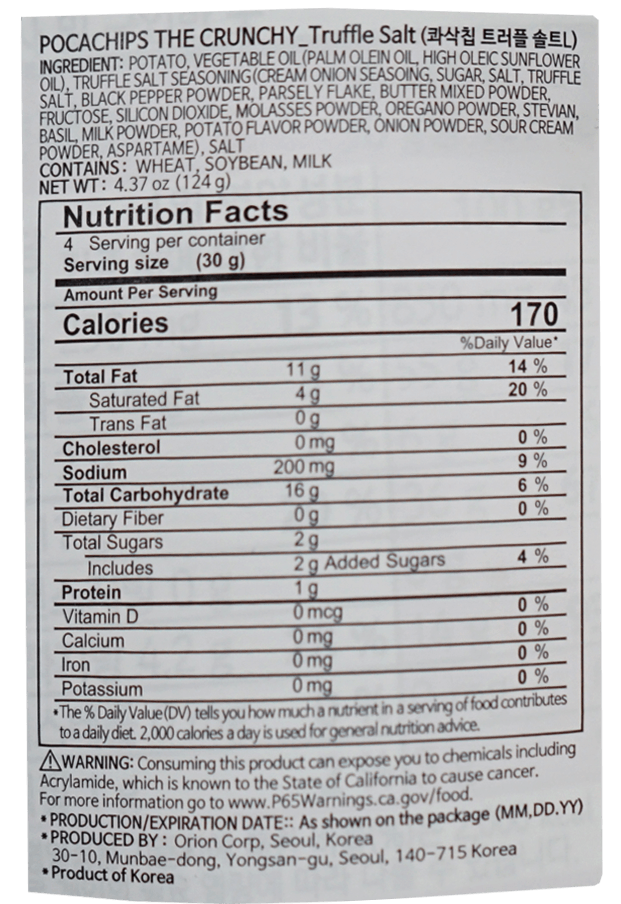 POCACHIPS THE CRUNCHY_Truffle Salt (콰삭칩 트러플 솔트L)
INGREDIENT: POTATO, VEGETABLE OIL (PALM OLEIN OIL, HIGH OLEIC SUNFLOWER
OIL), TRUFFLE SALT SEASONING(CREAM ONION SEASOING, SUGAR, SALT, TRUFFLE
SALT, BLACK PEPPER POWDER, PARSELY FLAKE, BUTTER MIXED POWDER,
FRUCTOSE, SILICON DIOXIDE, MOLASSES POWDER, OREGANO POWDER, STEVIAN,
BASIL, MILK POWDER, POTATO FLAVOR POWDER, ONION POWDER, SOUR CREAM
POWDER, ASPARTAME), SALT
CONTAINS: WHEAT, SOYBEAN, MILK
NET WT: 4.37 oz (124 g)
Nutrition Facts
4 Serving per container
Serving size (30 g)
Amount Per Serving
Calories 170
%Daily Value*
Total Fat 11 g 14 %
Saturated Fat 4 g 20 %
Trans Fat 0 g
Cholesterol 0 mg 0 %
Sodium 200 mg 9 %
Total Carbohydrate 16 g 6 %
Dietary Fiber 0 g 0 %
Total Sugars 2 g
Includes 2 g Added Sugars 4 %
Protein 1 g
Vitamin D 0 mcg 0 %
Calcium 0 mg 0 %
Iron 0 mg 0 %
Potassium 0 mg 0 %
*The % Daily Value (DV) tells you how much a nutrient in a serving of food contributes
to a daily diet. 2,000 calories a day is used for general nutrition advice.
⚠WARNING: Consuming this product can expose you to chemicals including
Acrylamide, which is known to the State of California to cause cancer.
For more information go to www.P65Warnings.ca.gov/food.
* PRODUCTION/EXPIRATION DATE:: As shown on the package (MM,DD.YY)
* PRODUCED BY : Orion Corp, Seoul, Korea
30-10, Munbae-dong, Yongsan-gu, Seoul, 140-715 Korea
* Product of Korea